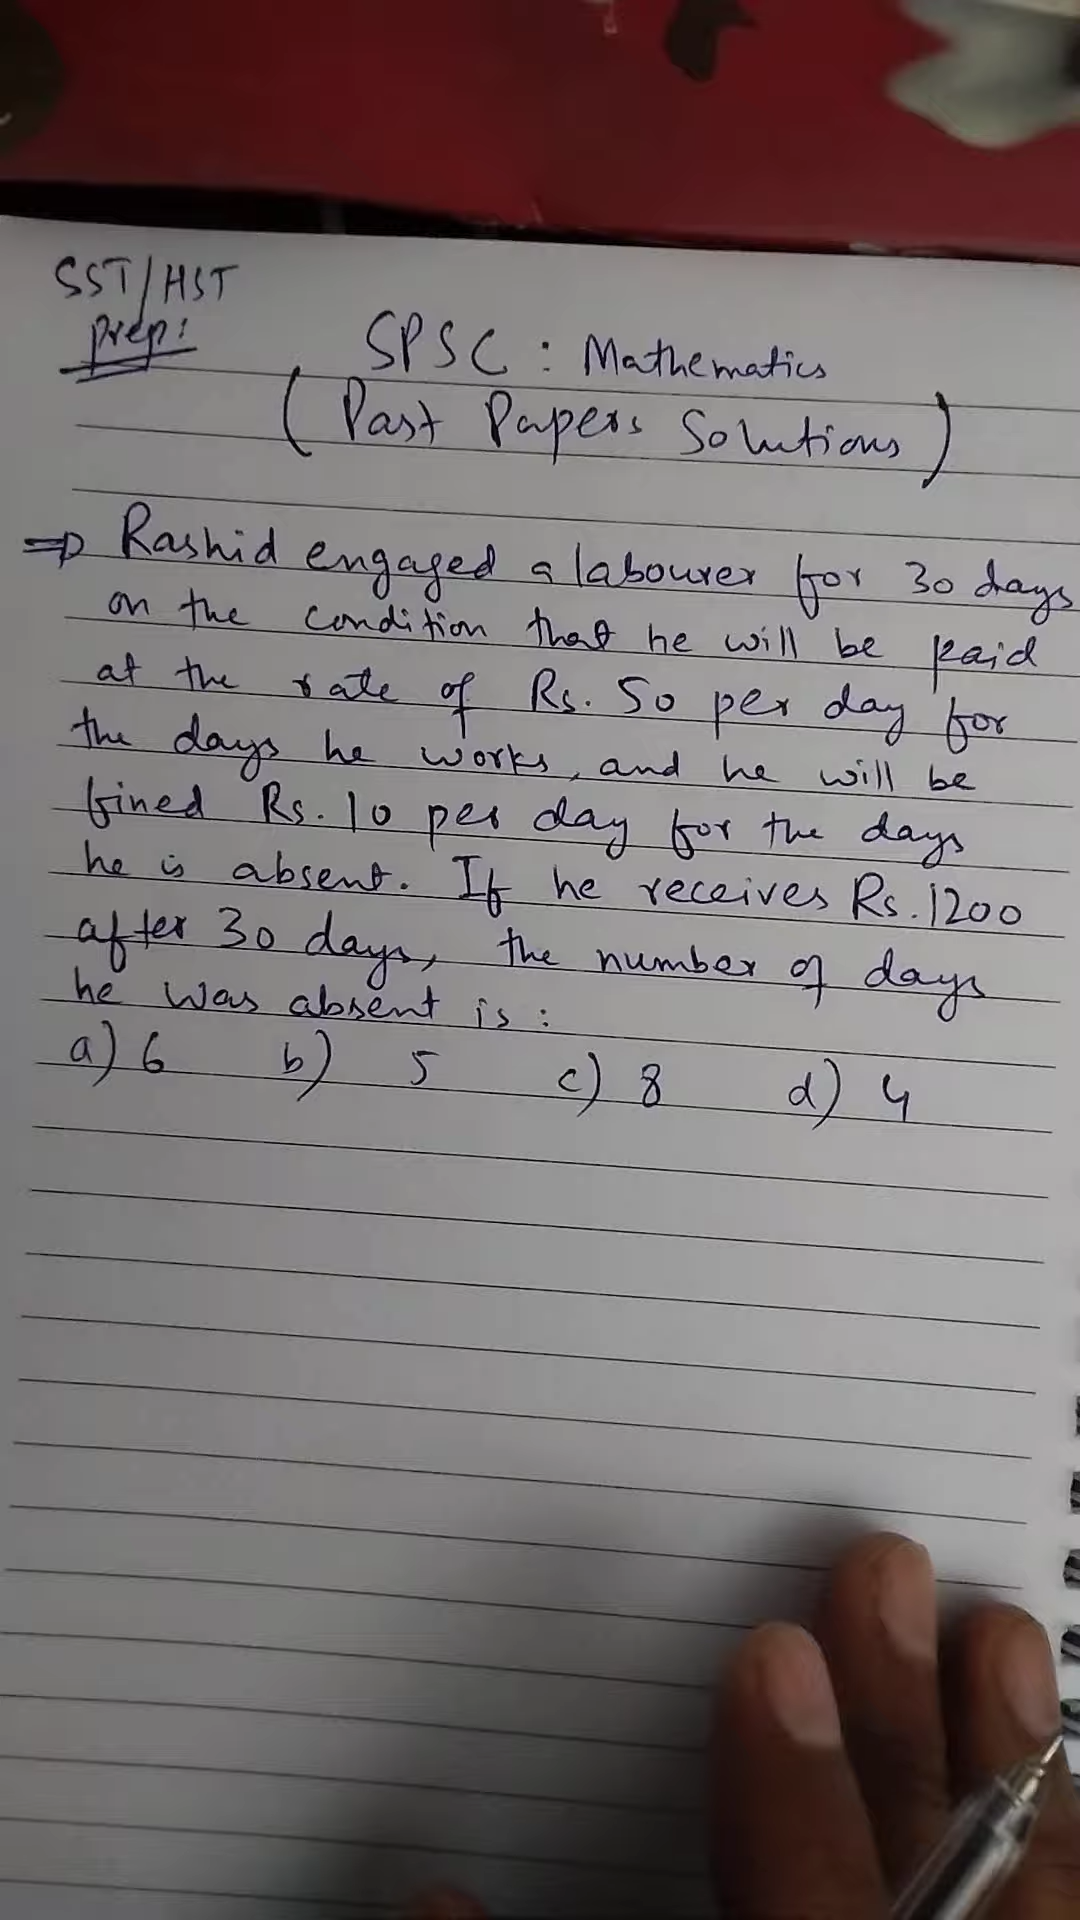 SST/HST
Prep:
SPSC : Mathematics
( Past Papers Solutions )
⇒ Rashid engaged a labourer for 30 days
on the condition that he will be paid
at the rate of Rs. 50 per day for
the days he works, and he will be
fined Rs. 10 per day for the days
he is absent. If he receives Rs. 1200
after 30 days, the number of days
he was absent is :
a) 6 b) 5 c) 8 d) 4